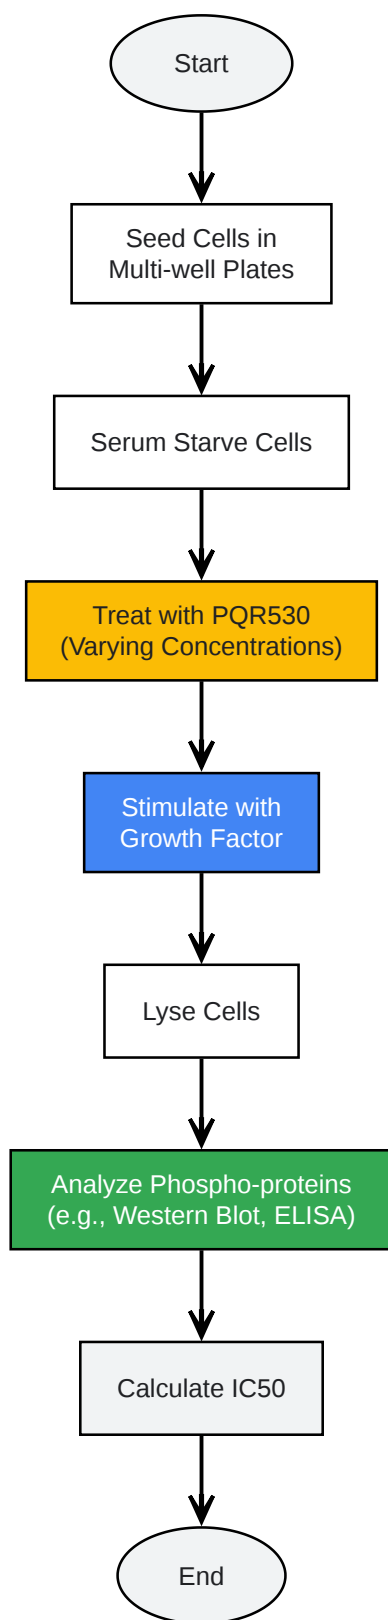 Start
Seed Cells in
Multi-well Plates
Serum Starve Cells
Treat with PQR530
(Varying Concentrations)
Stimulate with
Growth Factor
Lyse Cells
Analyze Phospho-proteins
(e.g., Western Blot, ELISA)
Calculate IC50
End